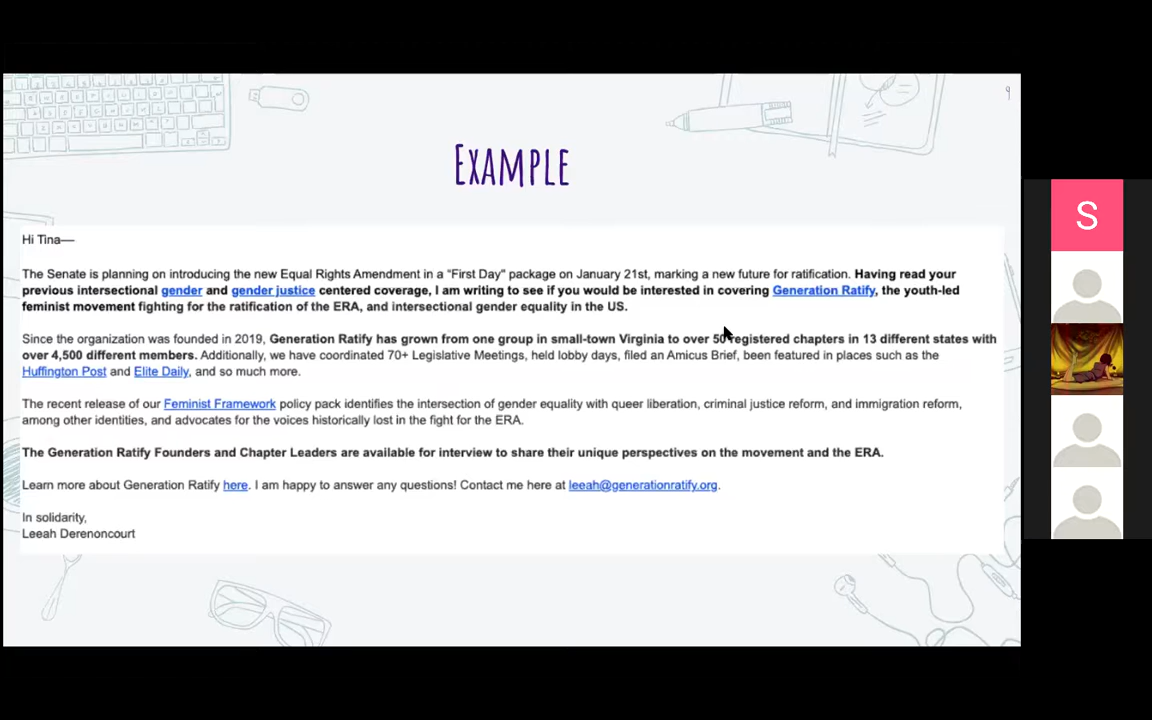 9
Example
Hi Tina—
The Senate is planning on introducing the new Equal Rights Amendment in a "First Day" package on January 21st, marking a new future for ratification. Having read your
previous intersectional gender and gender justice centered coverage, I am writing to see if you would be interested in covering Generation Ratify, the youth-led
feminist movement fighting for the ratification of the ERA, and intersectional gender equality in the US.
Since the organization was founded in 2019, Generation Ratify has grown from one group in small-town Virginia to over 50 registered chapters in 13 different states with
over 4,500 different members. Additionally, we have coordinated 70+ Legislative Meetings, held lobby days, filed an Amicus Brief, been featured in places such as the
Huffington Post and Elite Daily, and so much more.
The recent release of our Feminist Framework policy pack identifies the intersection of gender equality with queer liberation, criminal justice reform, and immigration reform,
among other identities, and advocates for the voices historically lost in the fight for the ERA.
The Generation Ratify Founders and Chapter Leaders are available for interview to share their unique perspectives on the movement and the ERA.
Learn more about Generation Ratify here. I am happy to answer any questions! Contact me here at leeah@generationratify.org.
In solidarity,
Leeah Derenoncourt
S